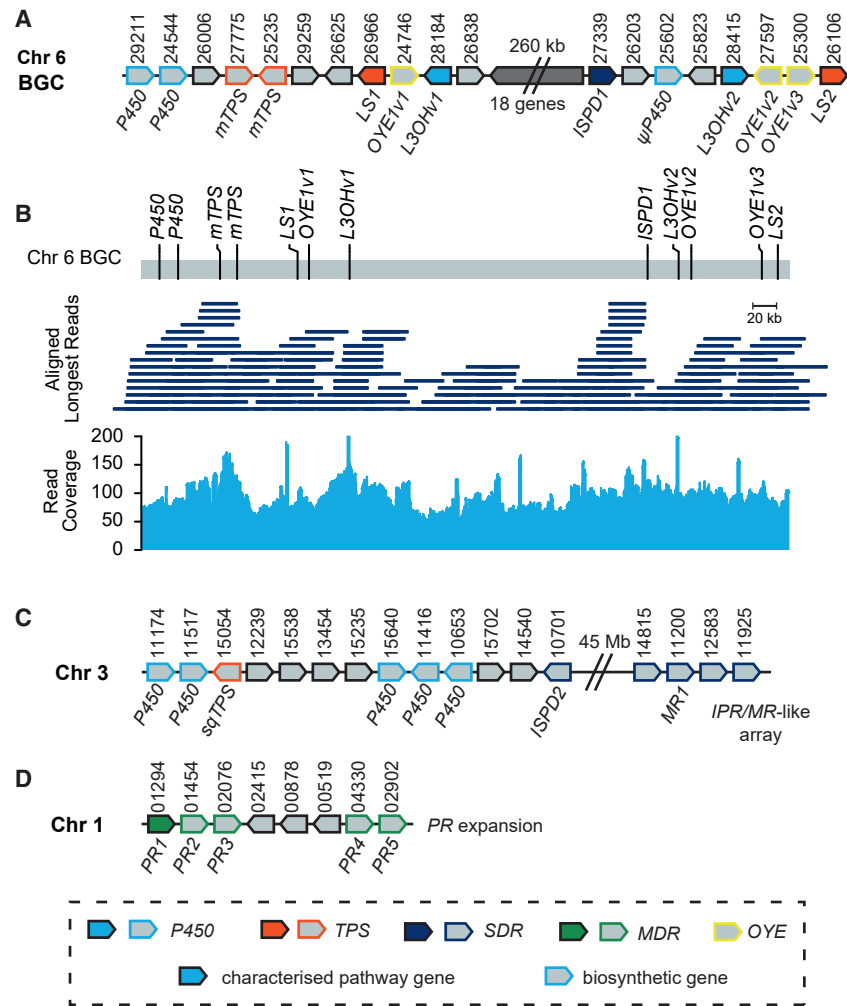 A
Chr 6
BGC
29211 24544 26006 27775 25235 29259 26625 26966 24746 28184 26838 260 kb 27339 26203 25602 25823 28415 27597 25300 26106
18 genes
P450 P450 mTPS mTPS LS1 OYE1v1 L3OHv1 ISPD1 ψP450 L3OHv2 OYE1v2 OYE1v3 LS2
B
P450 P450 mTPS mTPS LS1 OYE1v1 L3OHv1 ISPD1 L3OHv2 OYE1v2 OYE1v3 LS2
Chr 6 BGC
20 kb
Aligned
Longest Reads
Read
Coverage
200
150
100
50
0
C
11174 11517 15054 12239 15538 13454 15235 15640 11416 10653 15702 14540 10701 45 Mb 14815 11200 12583 11925
Chr 3
P450 P450 sqTPS P450 P450 P450 ISPD2 MR1 IPR/MR-like
array
D
01294 01454 02076 02415 00878 00519 04330 02902
Chr 1
PR expansion
PR1 PR2 PR3 PR4 PR5
P450 TPS SDR MDR OYE
characterised pathway gene biosynthetic gene